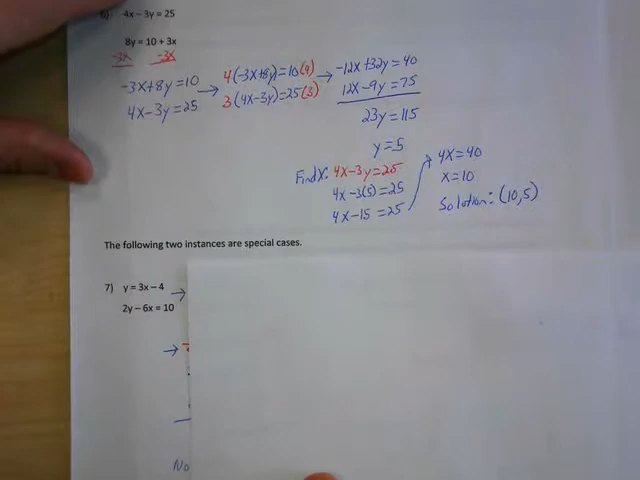 6) 4x – 3y = 25
8y = 10 + 3x
-3x -3x
-3x+8y=10 → 4(-3x+8y)=10(4) → -12x+32y=40
4x-3y=25 3(4x-3y)=25(3) 12x-9y=75
23y=115
y=5
Find x: 4x-3y=25
4x-3(5)=25
4x-15=25
4x=40
x=10
Solution: (10,5)
The following two instances are special cases.
7) y = 3x – 4 →
2y – 6x = 10
→
No